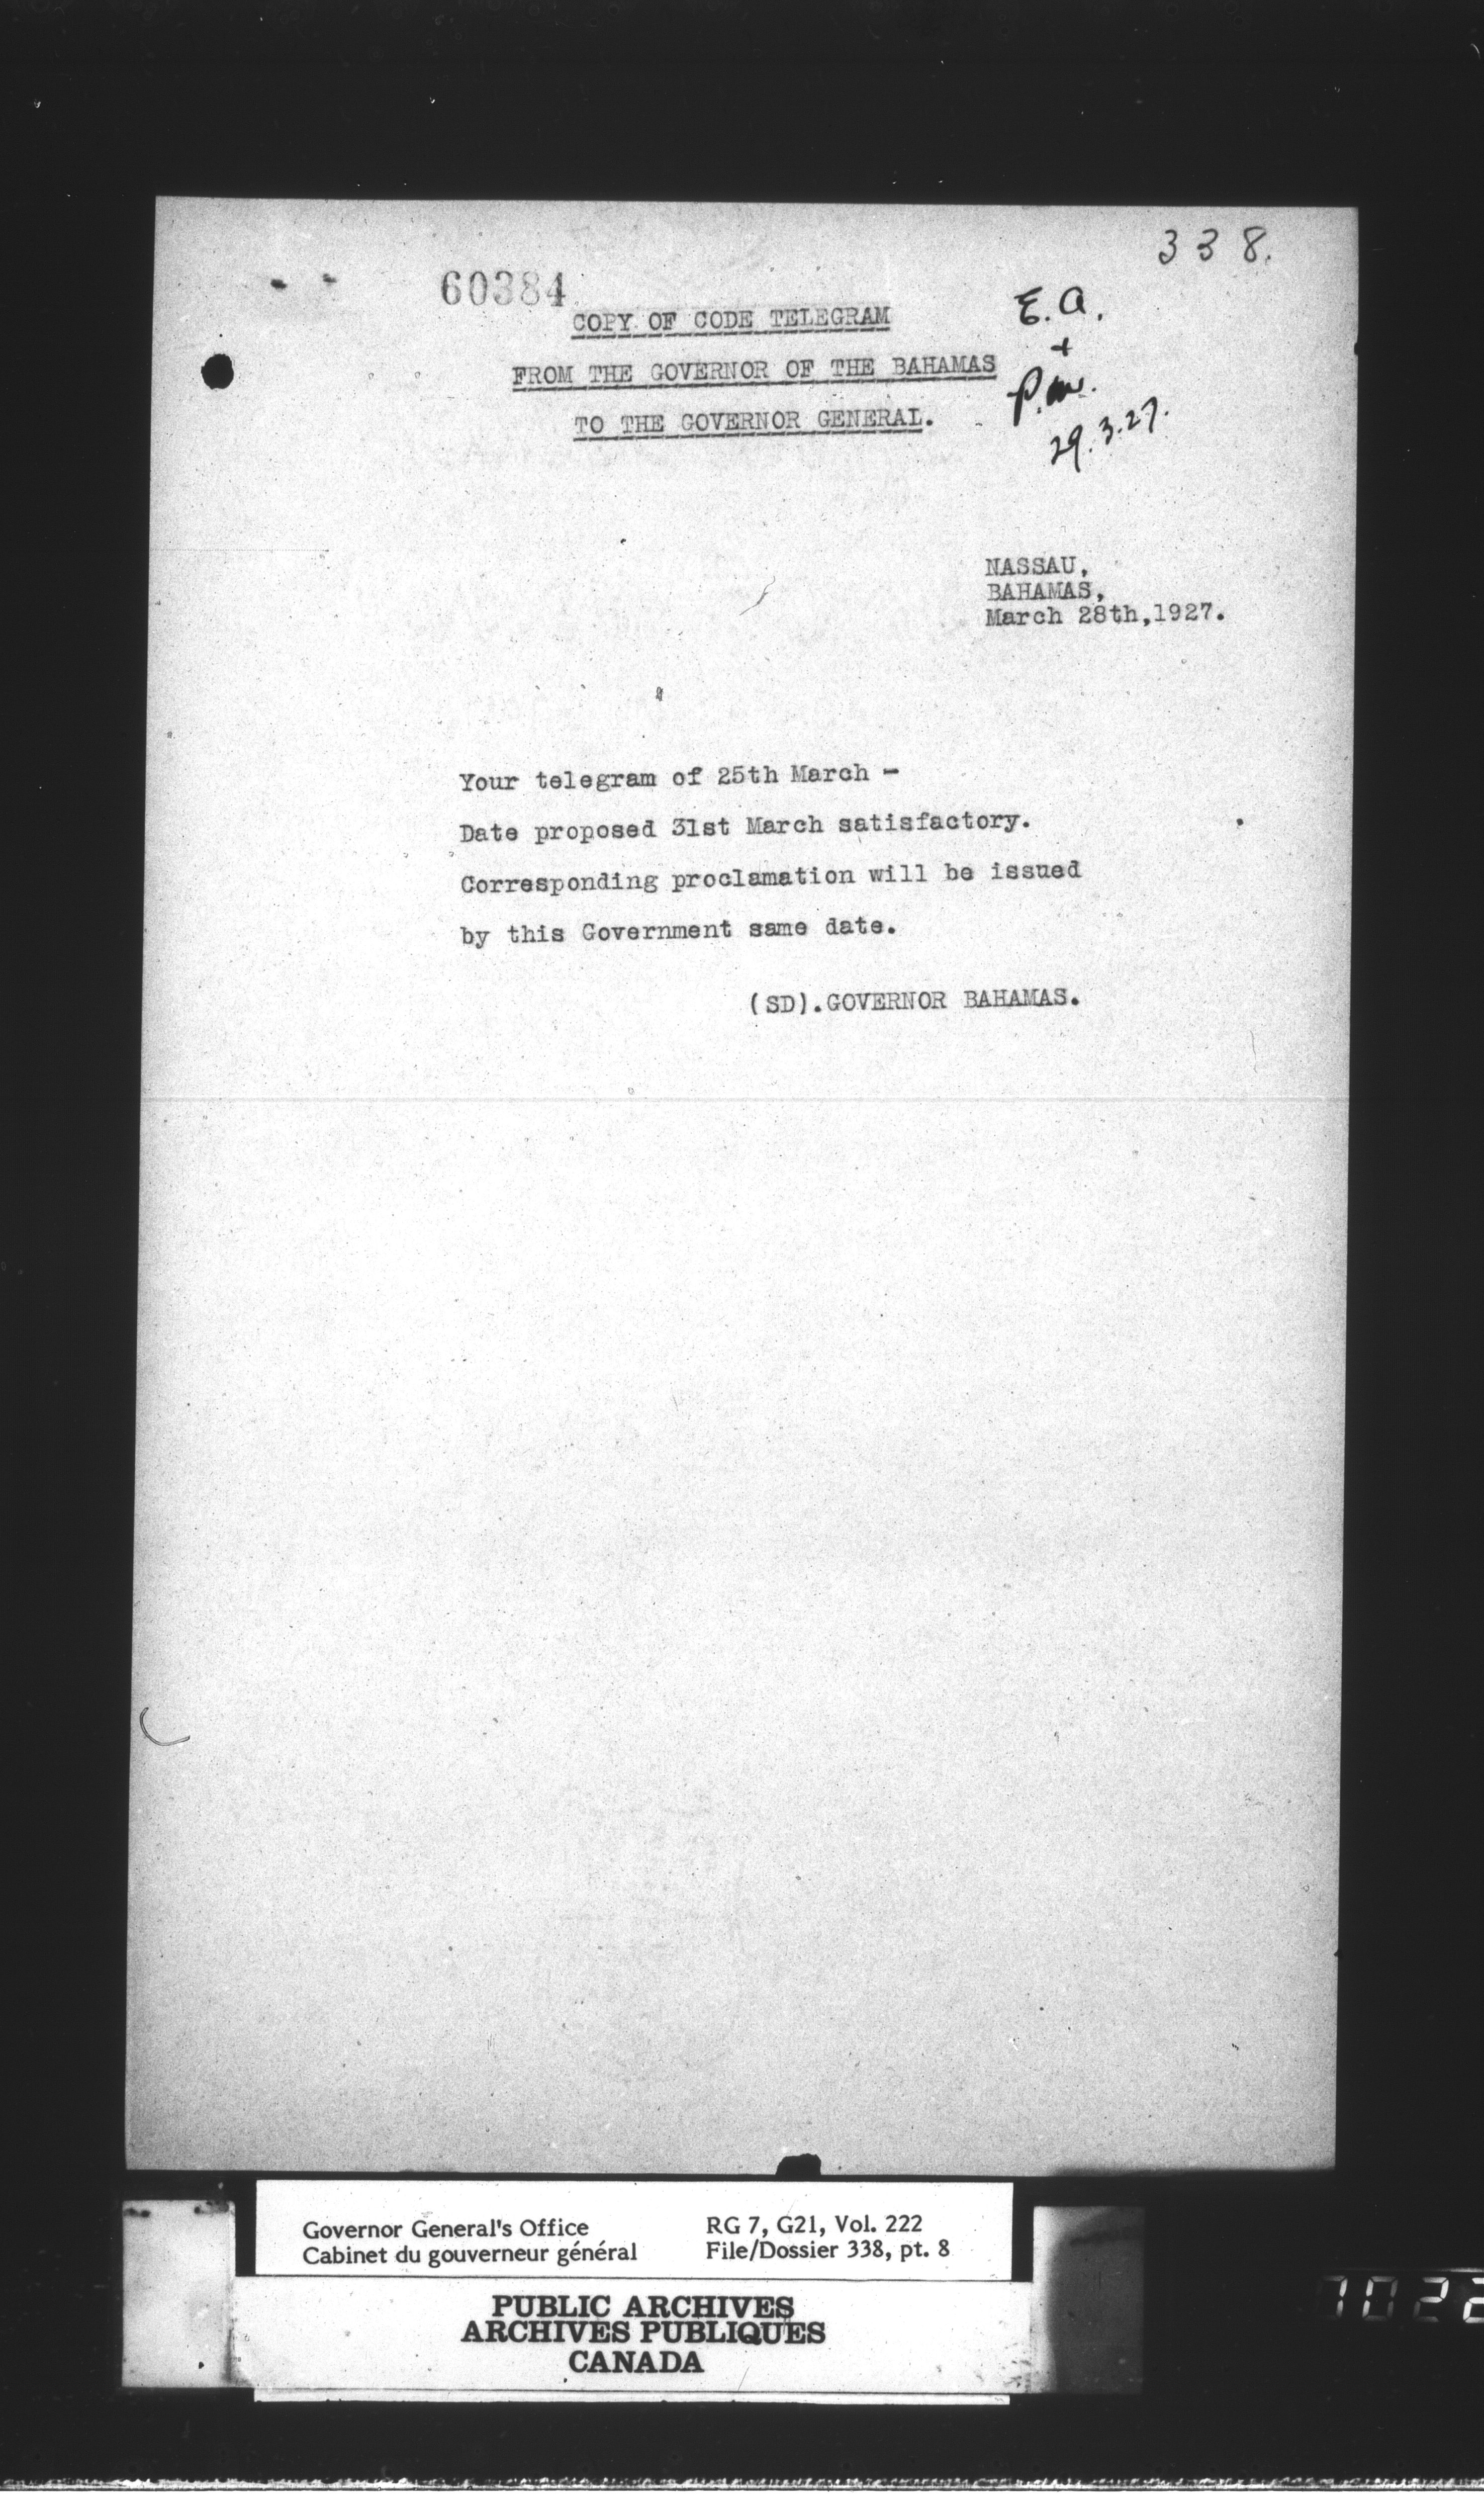 338.
60384
COPY OF CODE TELEGRAM
FROM THE GOVERNOR OF THE BAHAMAS
TO THE GOVERNOR GENERAL.
E.A.
+
P.M.
29.3.27.
NASSAU,
BAHAMAS,
March 28th,1927.
Your telegram of 25th March -
Date proposed 31st March satisfactory.
Corresponding proclamation will be issued
by this Government same date.
(SD).GOVERNOR BAHAMAS.
Governor General's Office
Cabinet du gouverneur général
RG 7, G21, Vol. 222
File/Dossier 338, pt. 8
PUBLIC ARCHIVES
ARCHIVES PUBLIQUES
CANADA
1022